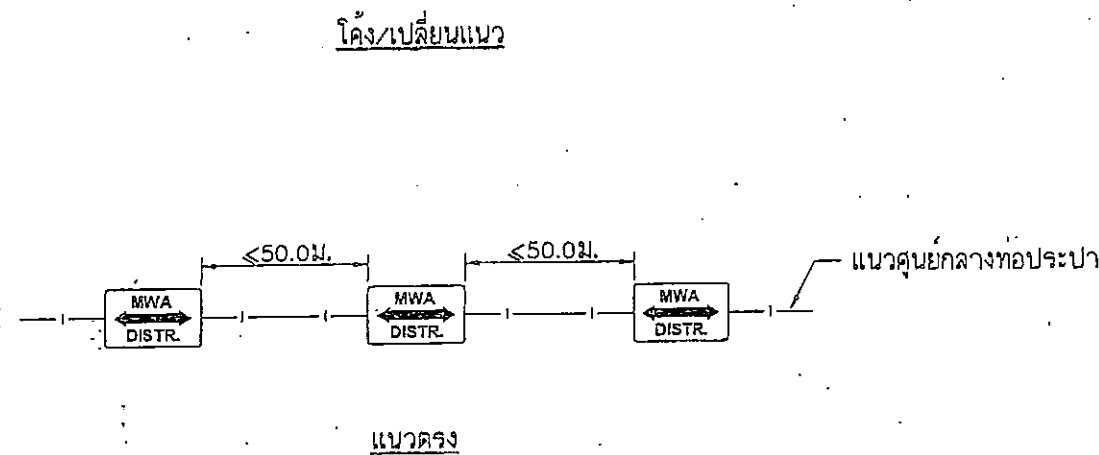 โค้ง/เปลี่ยนแนว
≤50.0ม. ≤50.0ม.
แนวศูนย์กลางท่อประปา
MWA MWA MWA
DISTR. DISTR. DISTR.
แนวตรง